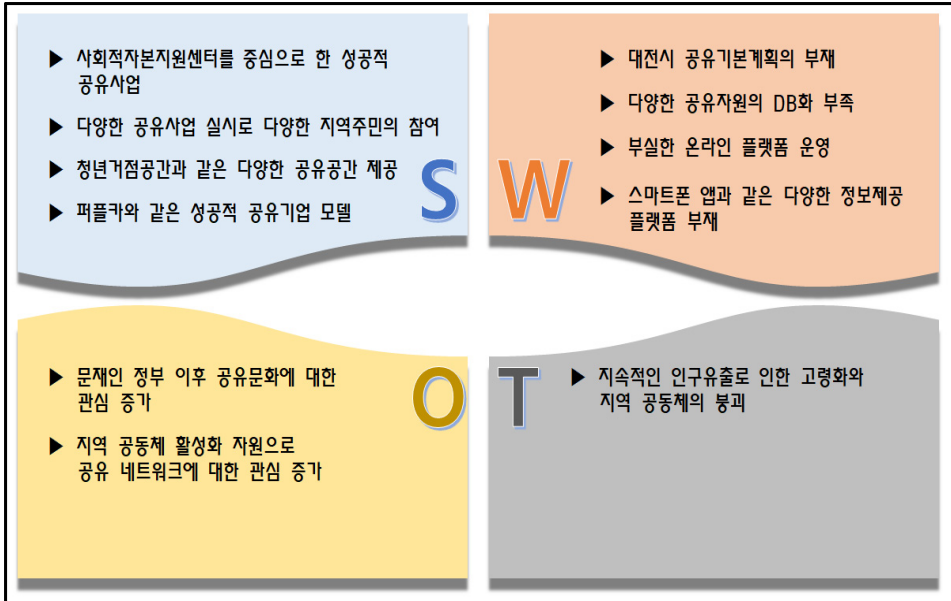 ▶ 사회적자본지원센터를 중심으로 한 성공적
공유사업
▶ 다양한 공유사업 실시로 다양한 지역주민의 참여
▶ 청년거점공간과 같은 다양한 공유공간 제공
▶ 퍼플카와 같은 성공적 공유기업 모델
S
▶ 대전시 공유기본계획의 부재
▶ 다양한 공유자원의 DB화 부족
▶ 부실한 온라인 플랫폼 운영
▶ 스마트폰 앱과 같은 다양한 정보제공
플랫폼 부재
W
▶ 문재인 정부 이후 공유문화에 대한
관심 증가
▶ 지역 공동체 활성화 자원으로
공유 네트워크에 대한 관심 증가
O
▶ 지속적인 인구유출로 인한 고령화와
지역 공동체의 붕괴
T